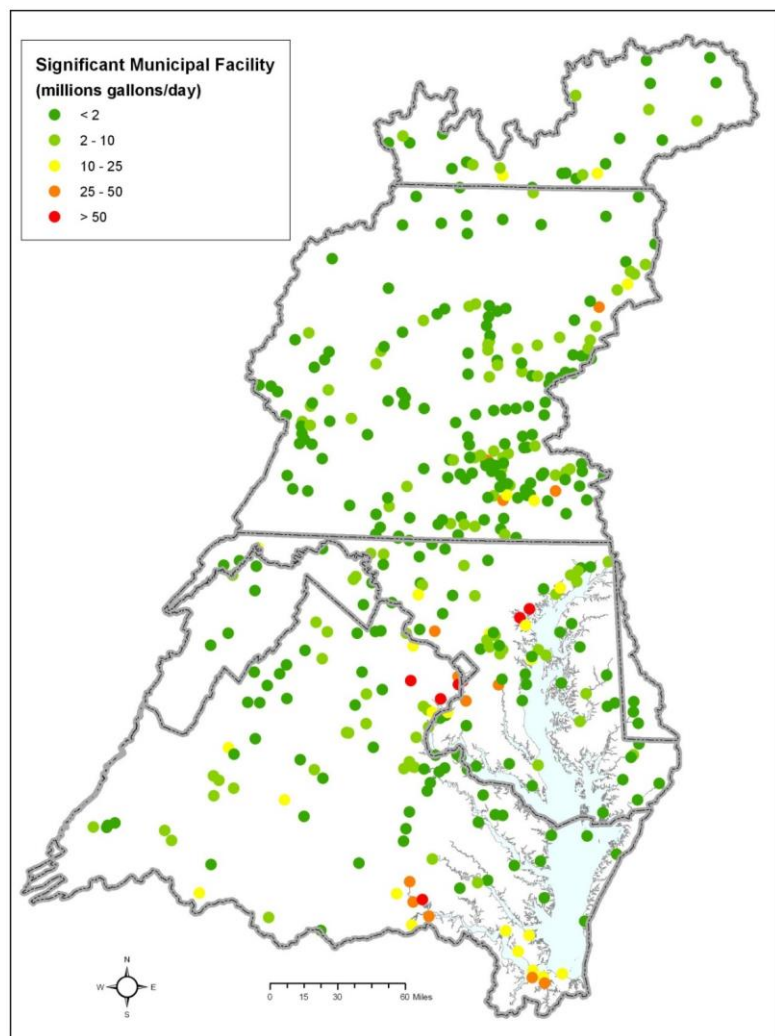 Significant Municipal Facility
(millions gallons/day)
< 2
2 - 10
10 - 25
25 - 50
> 50
N
W E
S
0 15 30 60 Miles